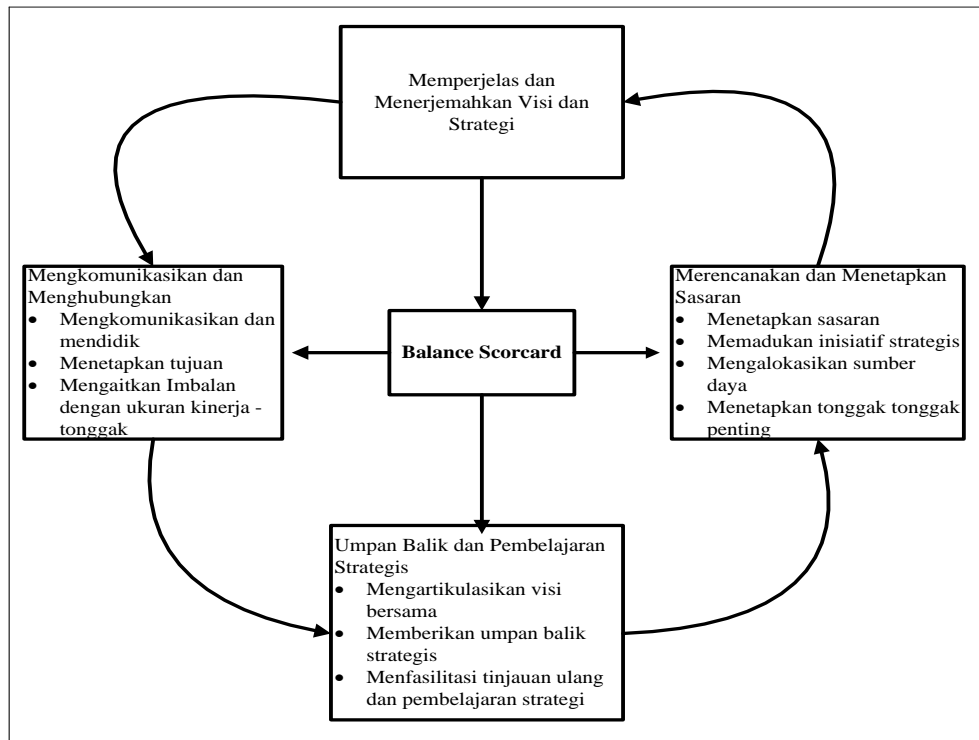 Memperjelas dan
Menerjemahkan Visi dan
Strategi
Mengkomunikasikan dan
Menghubungkan
• Mengkomunikasikan dan
mendidik
• Menetapkan tujuan
• Mengaitkan Imbalan
dengan ukuran kinerja -
tonggak
Balance Scorcard
Merencanakan dan Menetapkan
Sasaran
• Menetapkan sasaran
• Memadukan inisiatif strategis
• Mengalokasikan sumber
daya
• Menetapkan tonggak tonggak
penting
Umpan Balik dan Pembelajaran
Strategis
• Mengartikulasikan visi
bersama
• Memberikan umpan balik
strategis
• Menfasilitasi tinjauan ulang
dan pembelajaran strategi